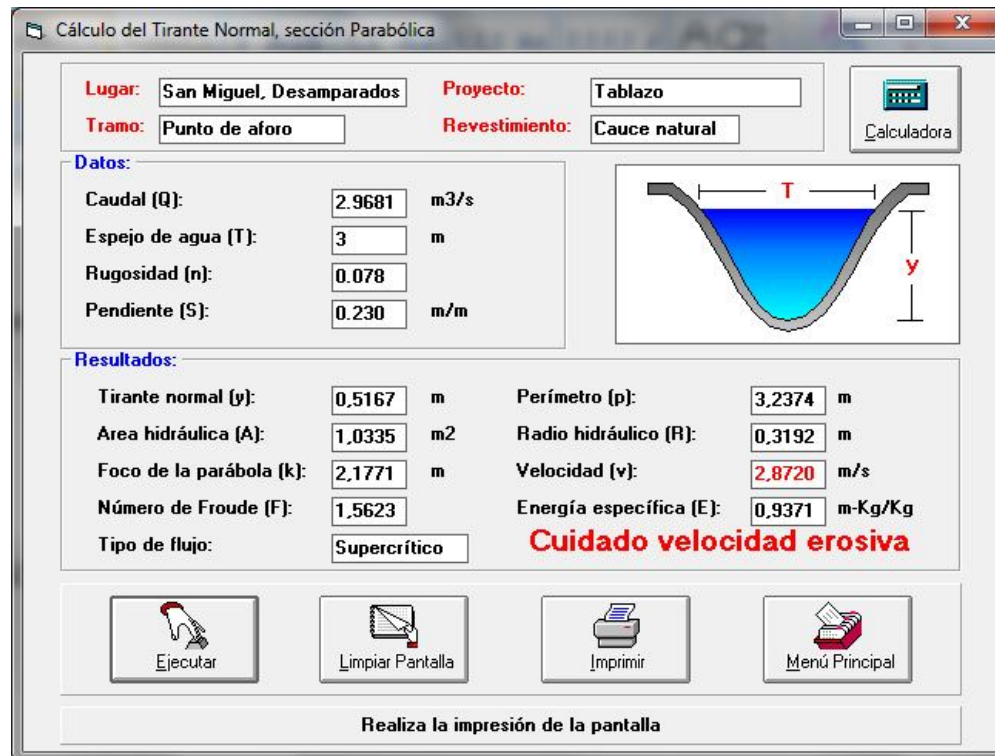 Cálculo del Tirante Normal, sección Parabólica
Lugar: San Miguel, Desamparados Proyecto: Tablazo
Tramo: Punto de aforo Revestimiento: Cauce natural
Calculadora
Datos:
Caudal (Q): 2.9681 m3/s
Espejo de agua (T): 3 m
Rugosidad (n): 0.078
Pendiente (S): 0.230 m/m
T
y
Resultados:
Tirante normal (y): 0,5167 m Perímetro (p): 3,2374 m
Area hidráulica (A): 1,0335 m2 Radio hidráulico (R): 0,3192 m
Foco de la parábola (k): 2,1771 m Velocidad (v): 2,8720 m/s
Número de Froude (F): 1,5623 Energía específica (E): 0,9371 m-Kg/Kg
Tipo de flujo: Supercrítico Cuidado velocidad erosiva
Ejecutar Limpiar Pantalla Imprimir Menú Principal
Realiza la impresión de la pantalla